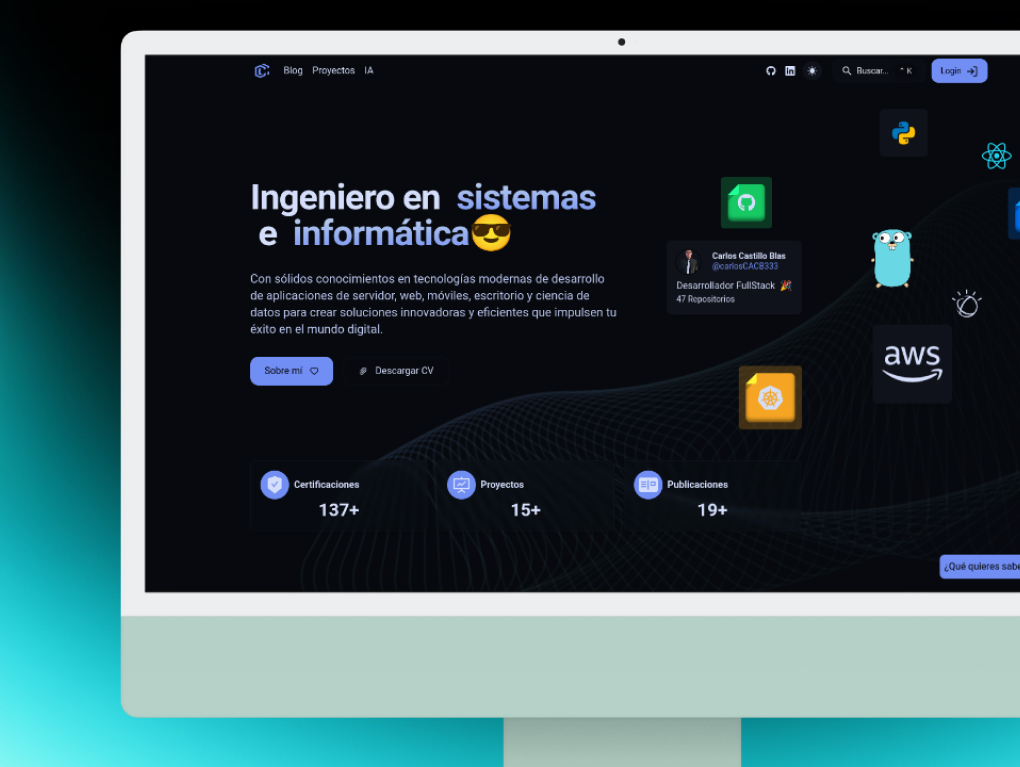 Blog Proyectos IA
Buscar... ⌃ K
Login
Ingeniero en sistemas
e informática😎
Con sólidos conocimientos en tecnologías modernas de desarrollo
de aplicaciones de servidor, web, móviles, escritorio y ciencia de
datos para crear soluciones innovadoras y eficientes que impulsen tu
éxito en el mundo digital.
Sobre mí
Descargar CV
Carlos Castillo Blas
@carlosCACB333
Desarrollador FullStack 🎉
47 Repositorios
aws
Certificaciones
137+
Proyectos
15+
Publicaciones
19+
¿Qué quieres sabe